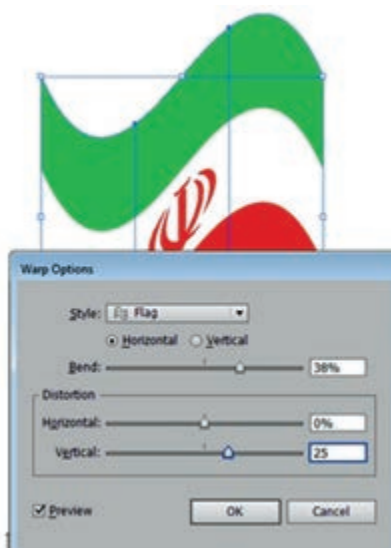 Warp Options
Style: Flag
Horizontal Vertical
Bend: 38%
Distortion
Horizontal: 0%
Vertical: 25
Preview OK Cancel